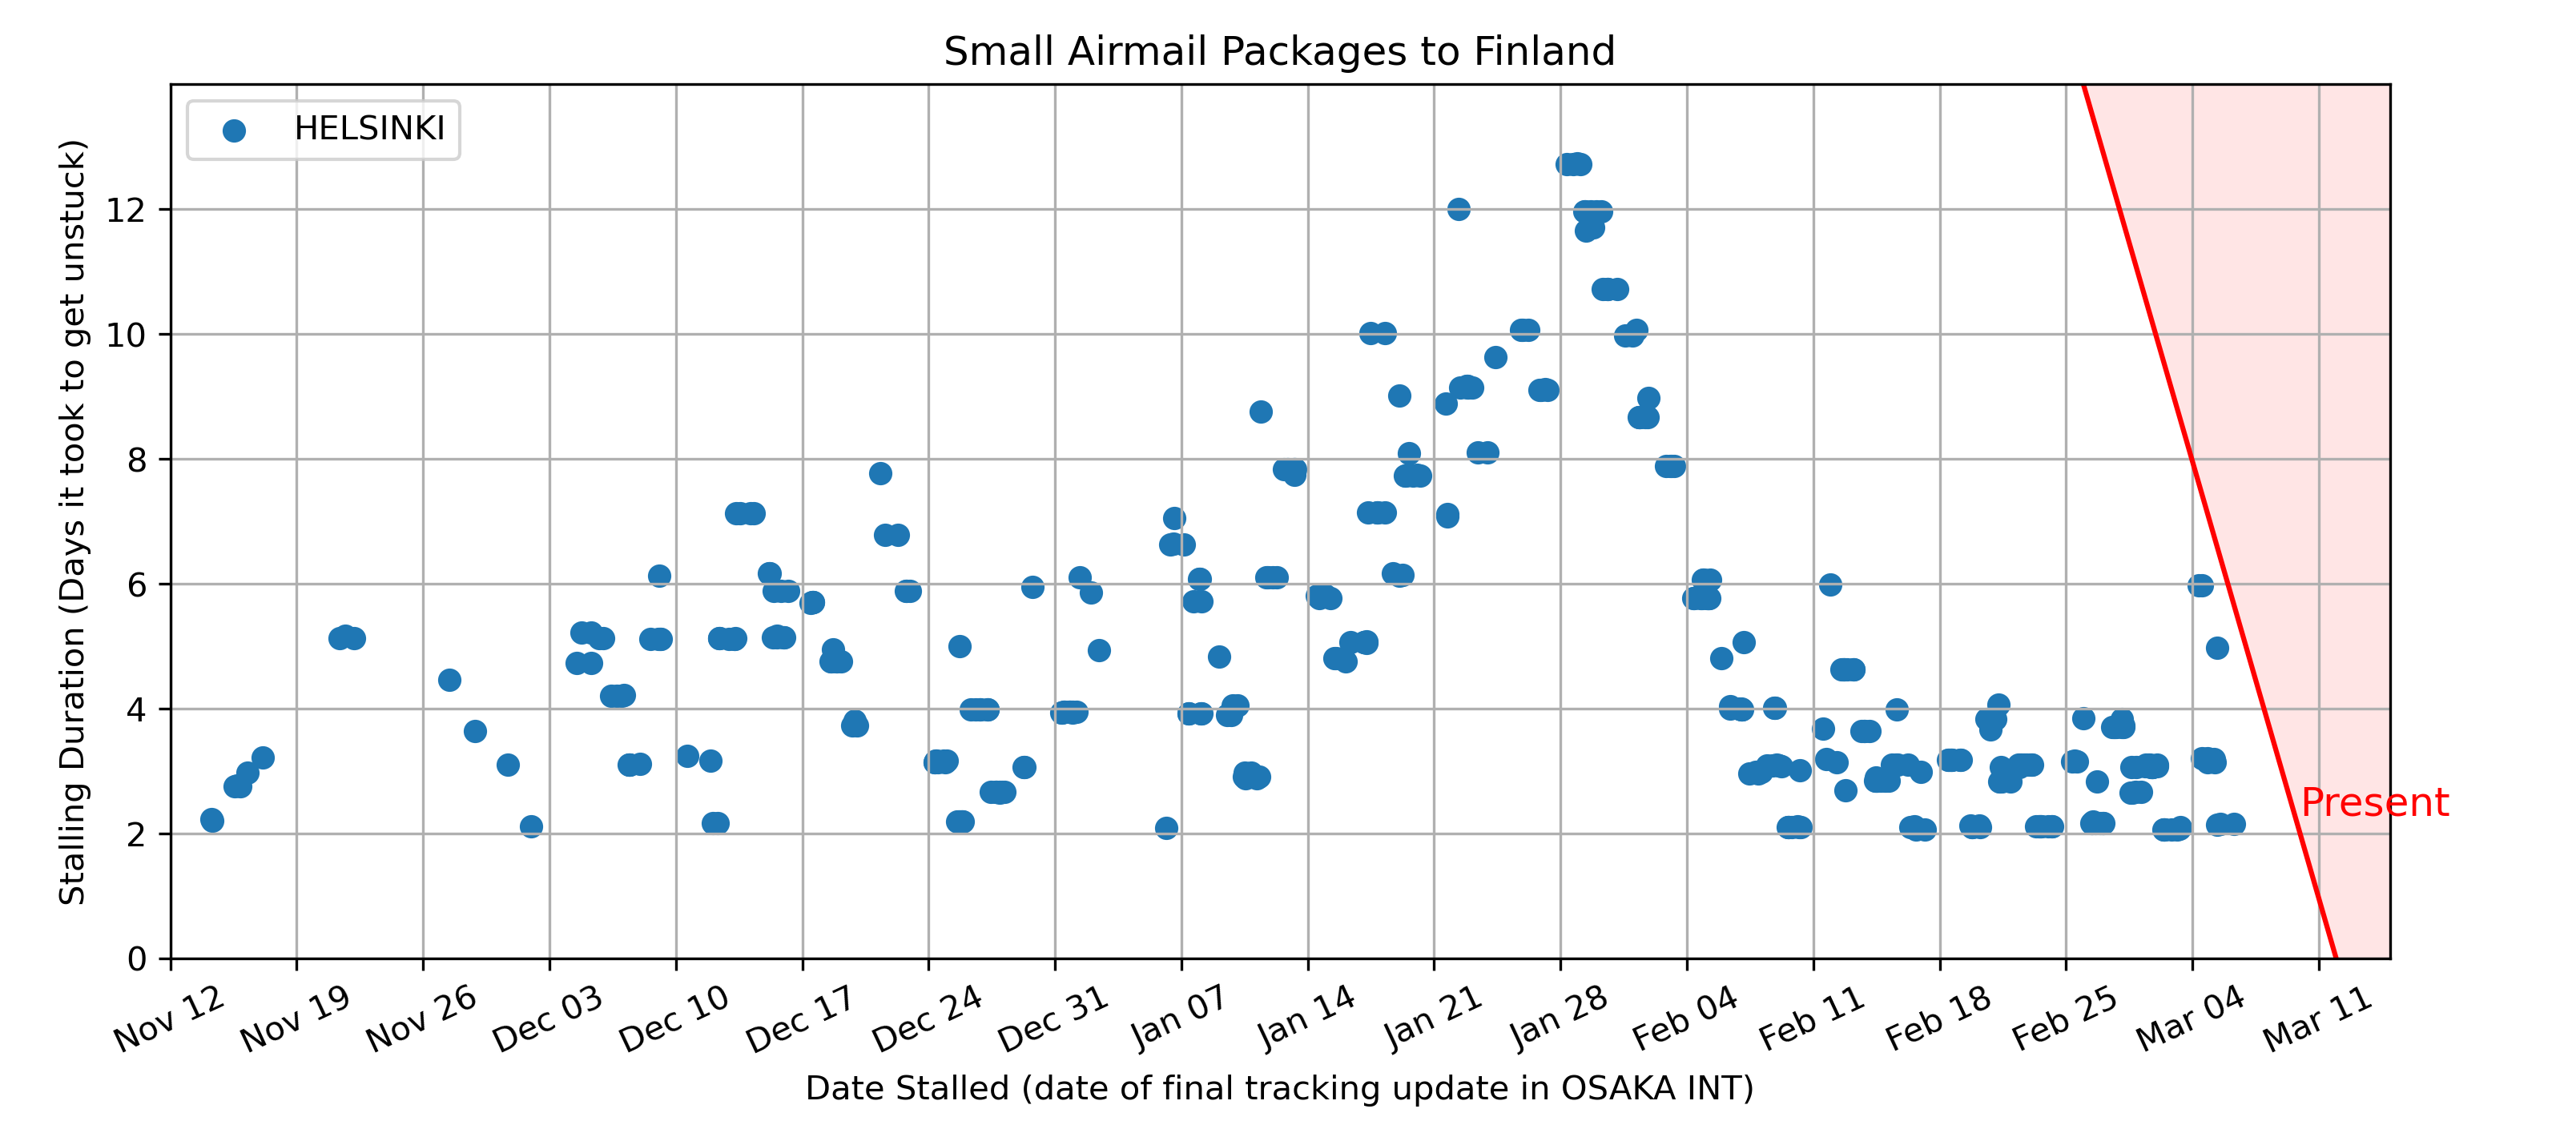 Small Airmail Packages to Finland
HELSINKI
Stalling Duration (Days it took to get unstuck)
12
10
8
6
4
2
0
Present
Nov 12 Nov 19 Nov 26 Dec 03 Dec 10 Dec 17 Dec 24 Dec 31 Jan 07 Jan 14 Jan 21 Jan 28 Feb 04 Feb 11 Feb 18 Feb 25 Mar 04 Mar 11
Date Stalled (date of final tracking update in OSAKA INT)